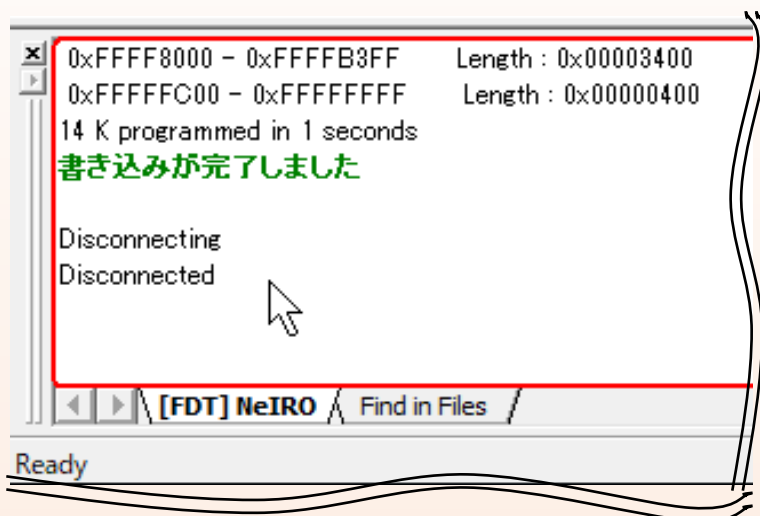 0xFFFF8000 - 0xFFFFB3FF Length : 0x00003400
0xFFFFFC00 - 0xFFFFFFFF Length : 0x00000400
14 K programmed in 1 seconds
書き込みが完了しました
Disconnecting
Disconnected
[FDT] NeIRO Find in Files
Ready